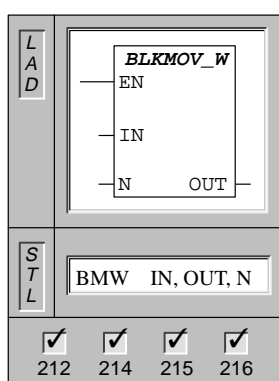 L
A
D
BLKMOV_W
EN
IN
N OUT
S
T
L
BMW IN, OUT, N
212 214 215 216